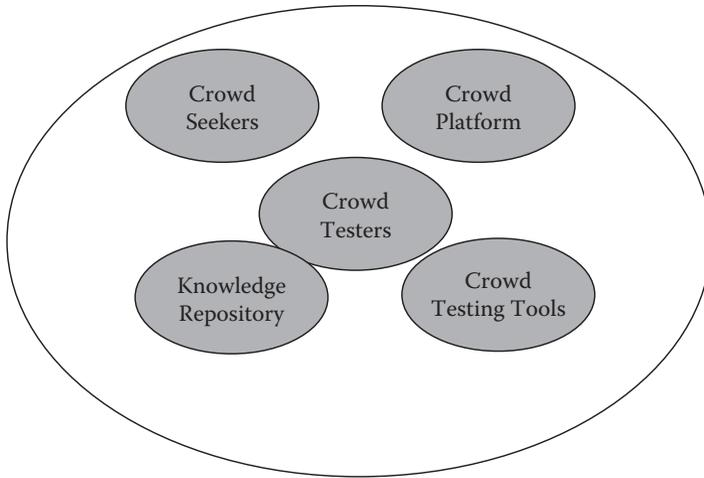 Crowd
Seekers
Crowd
Platform
Crowd
Testers
Knowledge
Repository
Crowd
Testing Tools